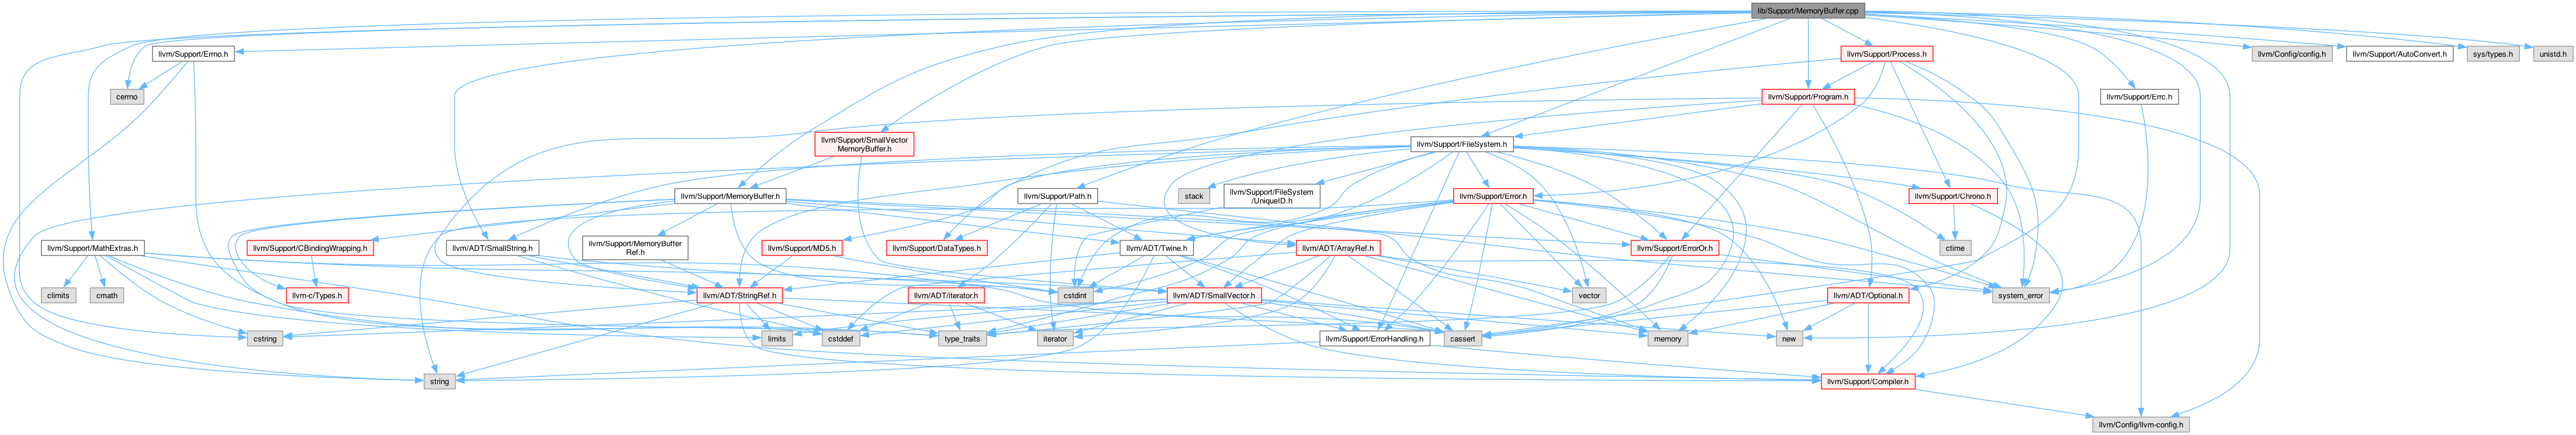 lib/Support/MemoryBuffer.cpp
llvm/Support/Errno.h
llvm/Support/Process.h
llvm/Config/config.h
llvm/Support/AutoConvert.h
sys/types.h
unistd.h
cerrno
llvm/Support/Program.h
llvm/Support/Errc.h
llvm/Support/SmallVector
MemoryBuffer.h
llvm/Support/FileSystem.h
llvm/Support/MemoryBuffer.h
llvm/Support/Path.h
stack
llvm/Support/FileSystem
/UniqueID.h
llvm/Support/Error.h
llvm/Support/Chrono.h
llvm/Support/MathExtras.h
llvm/Support/CBindingWrapping.h
llvm/ADT/SmallString.h
llvm/Support/MemoryBuffer
Ref.h
llvm/Support/MD5.h
llvm/Support/DataTypes.h
llvm/ADT/Twine.h
llvm/ADT/ArrayRef.h
llvm/Support/ErrorOr.h
ctime
climits
cmath
llvm-c/Types.h
llvm/ADT/StringRef.h
llvm/ADT/iterator.h
cstdint
llvm/ADT/SmallVector.h
vector
llvm/ADT/Optional.h
system_error
cstring
limits
cstddef
type_traits
iterator
llvm/Support/ErrorHandling.h
cassert
memory
new
string
llvm/Support/Compiler.h
llvm/Config/llvm-config.h